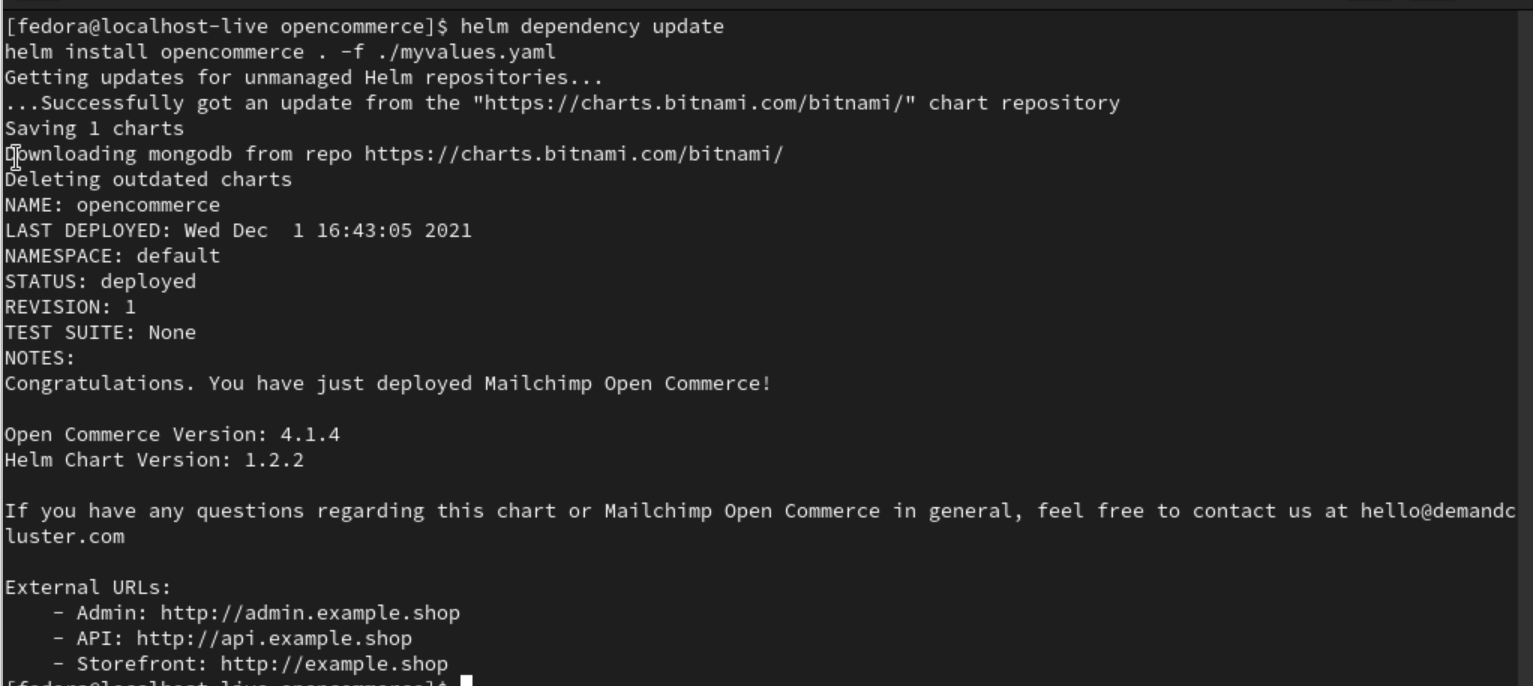 [fedora@localhost-live opencommerce]$ helm dependency update
helm install opencommerce . -f ./myvalues.yaml
Getting updates for unmanaged Helm repositories...
...Successfully got an update from the "https://charts.bitnami.com/bitnami/" chart repository
Saving 1 charts
Downloading mongodb from repo https://charts.bitnami.com/bitnami/
Deleting outdated charts
NAME: opencommerce
LAST DEPLOYED: Wed Dec  1 16:43:05 2021
NAMESPACE: default
STATUS: deployed
REVISION: 1
TEST SUITE: None
NOTES:
Congratulations. You have just deployed Mailchimp Open Commerce!

Open Commerce Version: 4.1.4
Helm Chart Version: 1.2.2

If you have any questions regarding this chart or Mailchimp Open Commerce in general, feel free to contact us at hello@demandc
luster.com

External URLs:
    - Admin: http://admin.example.shop
    - API: http://api.example.shop
    - Storefront: http://example.shop
[fedora@localhost-live opencommerce]$